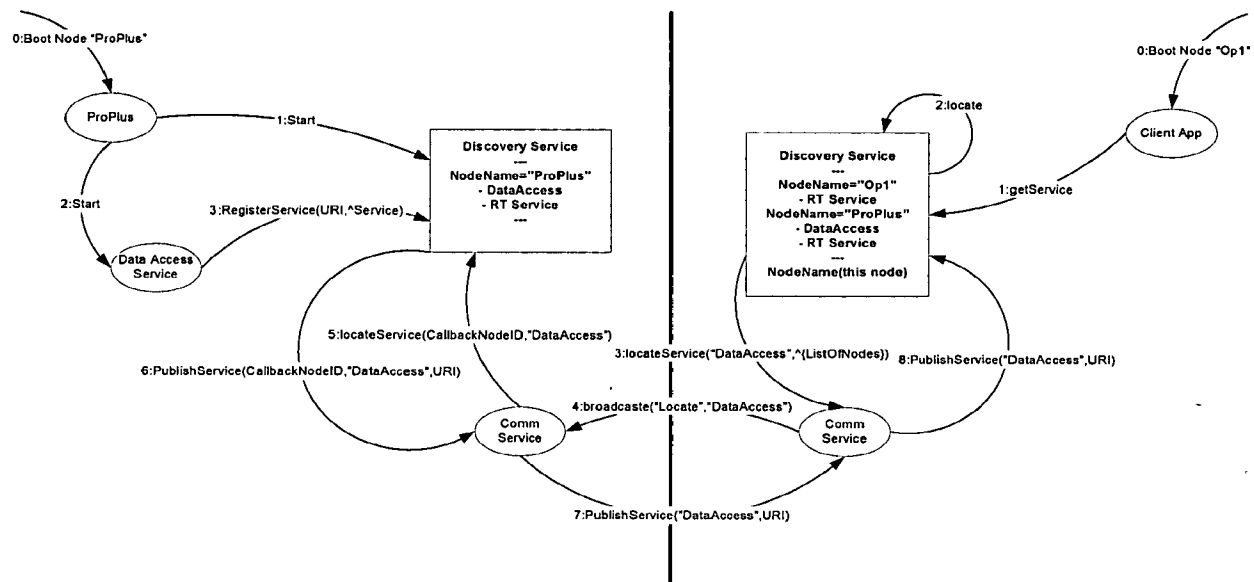 0:Boot Node "ProPlus"
ProPlus
1:Start
2:Start
3:RegisterService(URI,^Service)
Data Access
Service
Discovery Service
---
NodeName="ProPlus"
- DataAccess
- RT Service
---
5:locateService(CallbackNodeID,"DataAccess")
6:PublishService(CallbackNodeID,"DataAccess",URI)
Comm
Service
4:broadcaste("Locate","DataAccess")
7:PublishService("DataAccess",URI)
0:Boot Node "Op1"
Client App
1:getService
2:locate
Discovery Service
---
NodeName="Op1"
- RT Service
NodeName="ProPlus"
- DataAccess
- RT Service
---
NodeName(this node)
3:locateService("DataAccess",^{ListOfNodes})
8:PublishService("DataAccess",URI)
Comm
Service